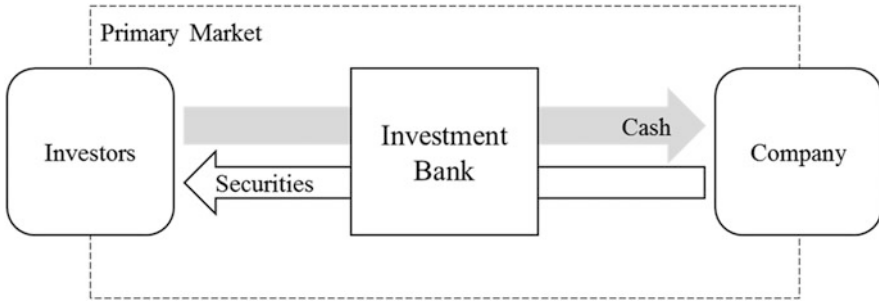 Primary Market
Investors
Investment
Bank
Cash
Securities
Company